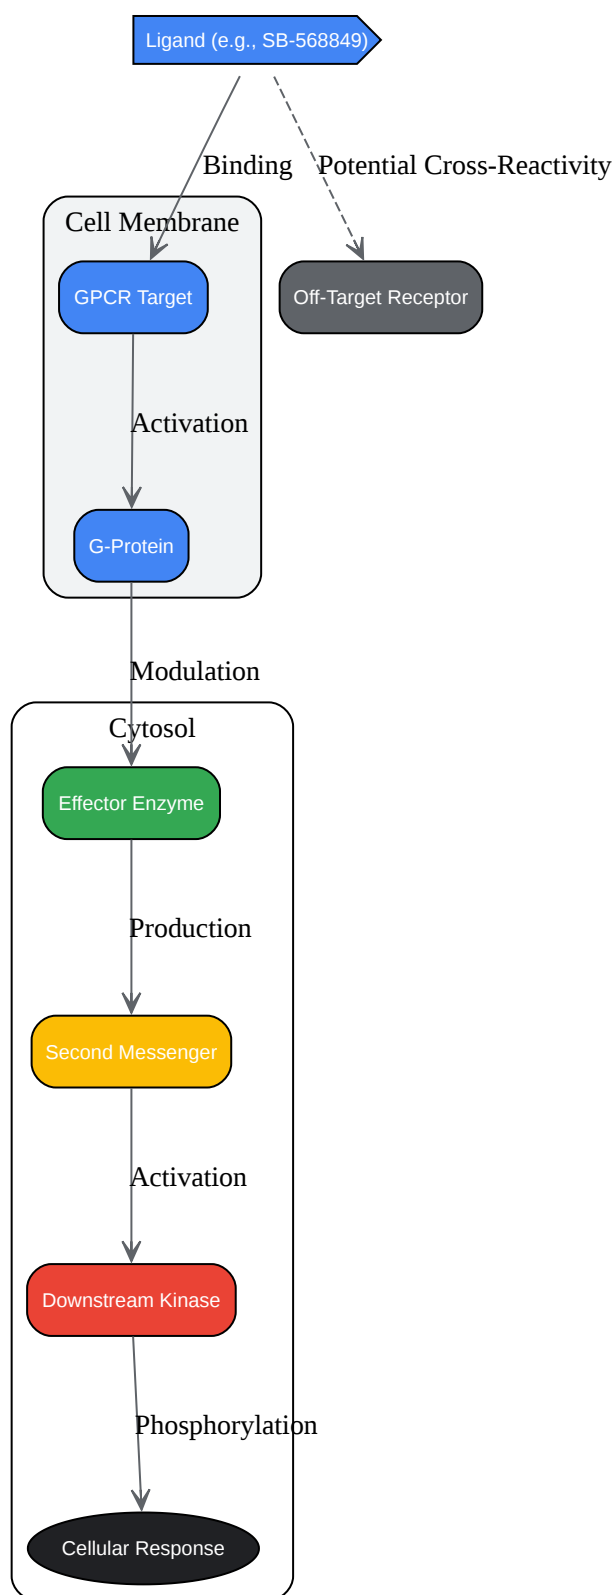 Ligand (e.g., SB-568849)
Binding
Potential Cross-Reactivity
Cell Membrane
GPCR Target
Off-Target Receptor
Activation
G-Protein
Modulation
Cytosol
Effector Enzyme
Production
Second Messenger
Activation
Downstream Kinase
Phosphorylation
Cellular Response